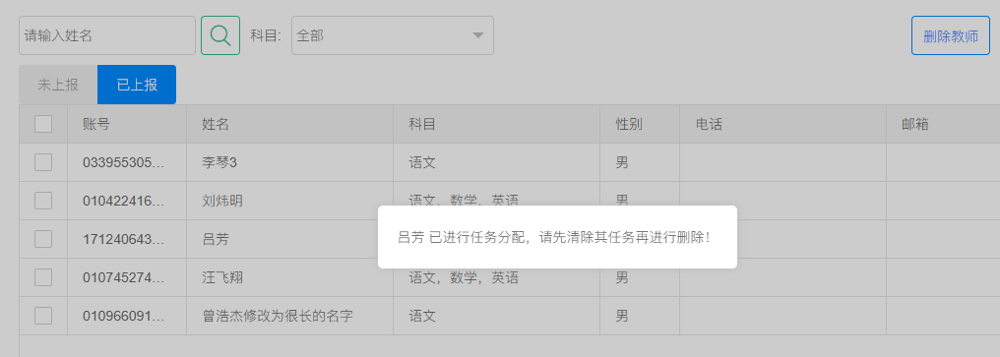 请输入姓名 科目: 全部 删除教师
未上报 已上报
账号 姓名 科目 性别 电话 邮箱
033955305... 李琴3 语文 男
010422416... 刘炜明 语文，数学，英语 男
171240643... 吕芳
吕芳 已进行任务分配，请先清除其任务再进行删除！
010745274... 汪飞翔 语文，数学，英语 男
010966091... 曾浩杰修改为很长的名字 语文 男